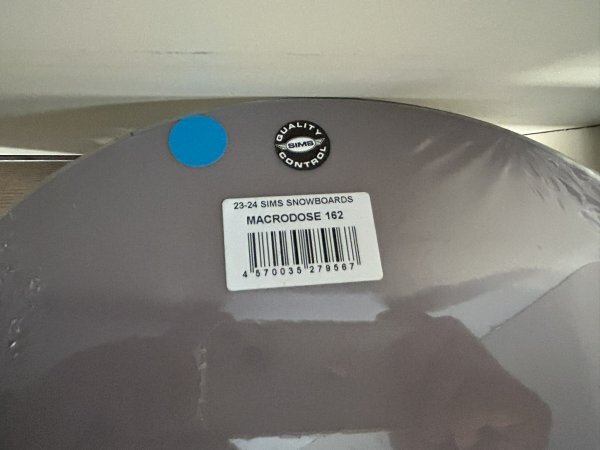 QUALITY
SIMS
CONTROL
23-24 SIMS SNOWBOARDS
MACRODOSE 162
4 570035 279567